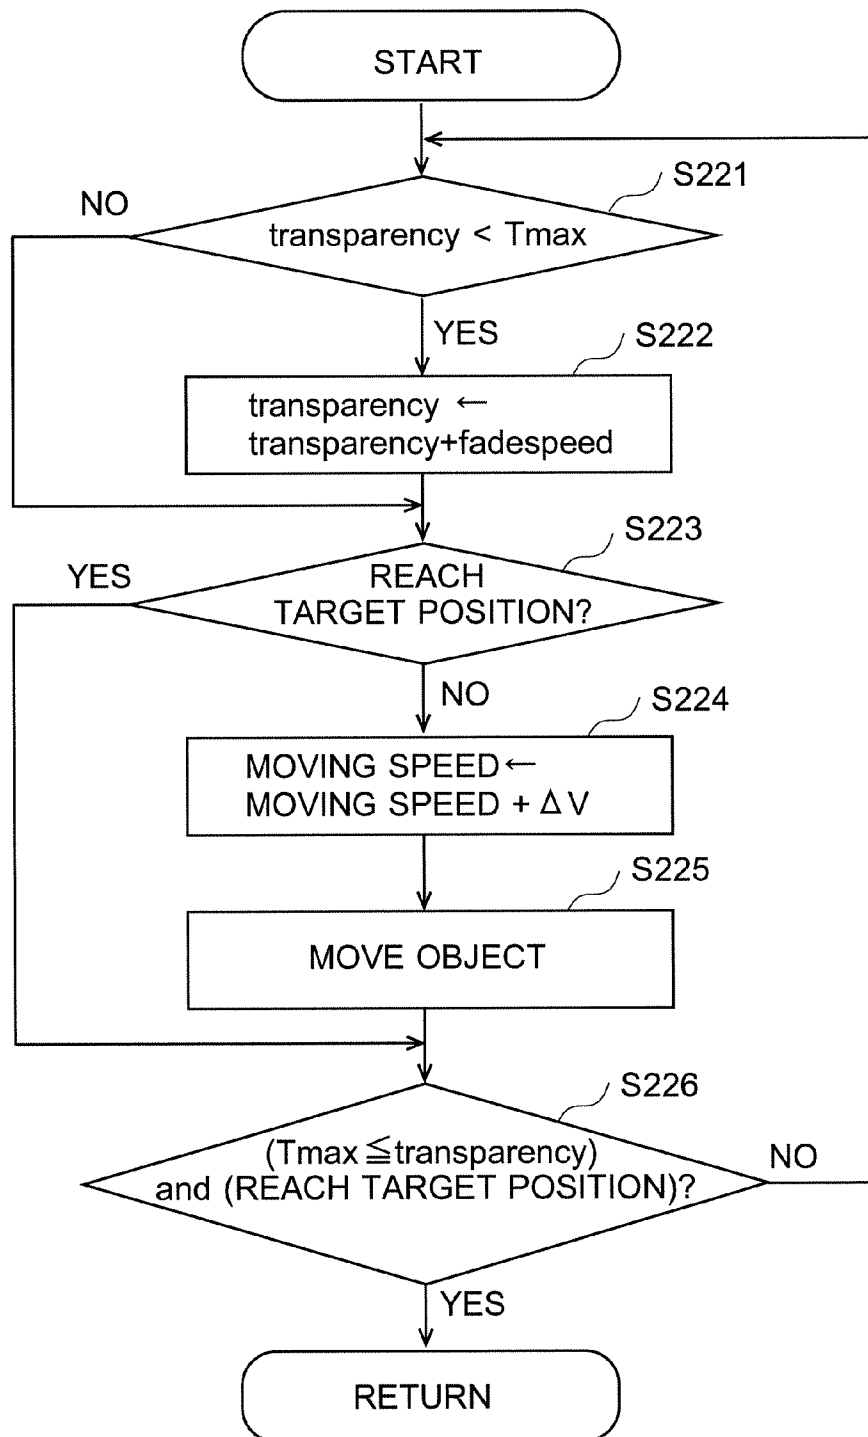 START
S221
NO
transparency < Tmax
YES
S222
transparency ←
transparency+fadespeed
S223
YES
REACH
TARGET POSITION?
NO
S224
MOVING SPEED←
MOVING SPEED + ΔV
S225
MOVE OBJECT
S226
(Tmax≦transparency)
and (REACH TARGET POSITION)?
NO
YES
RETURN